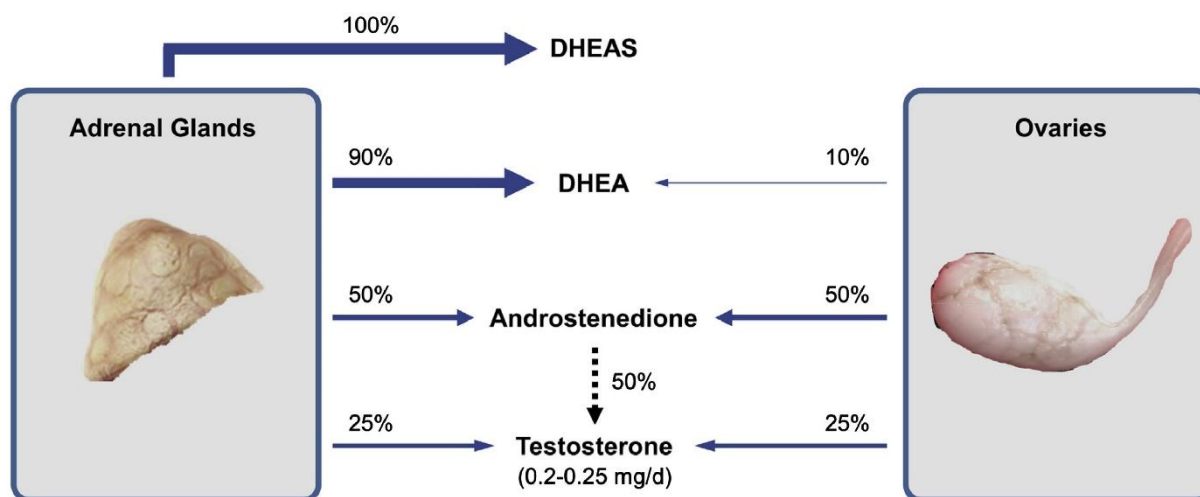 100%
DHEAS
Adrenal Glands
Ovaries
90%
10%
DHEA
50%
50%
Androstenedione
50%
25%
25%
Testosterone
(0.2-0.25 mg/d)